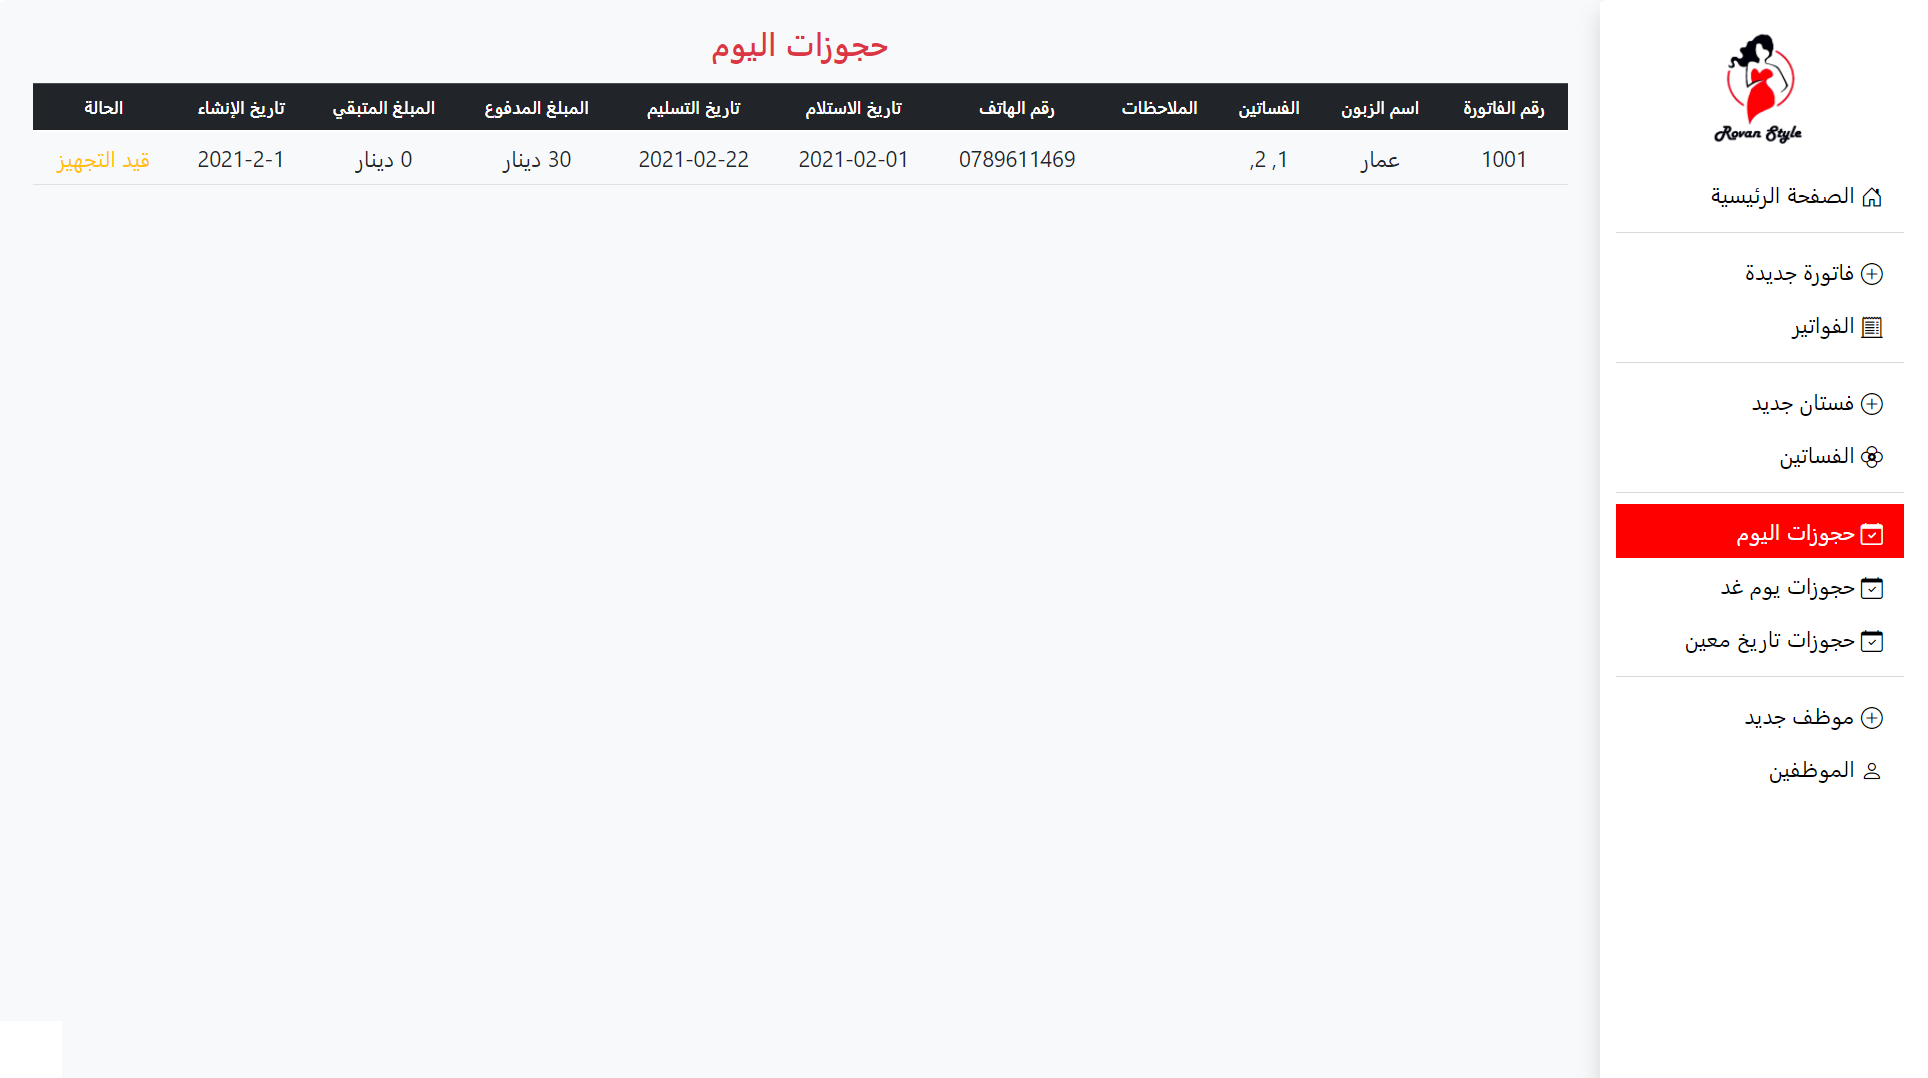 Rovan Style
الصفحة الرئيسية
فاتورة جديدة
الفواتير
فستان جديد
الفساتين
حجوزات اليوم
حجوزات يوم غد
حجوزات تاريخ معين
موظف جديد
الموظفين
حجوزات اليوم
رقم الفاتورة اسم الزبون الفساتين الملاحظات رقم الهاتف تاريخ الاستلام تاريخ التسليم المبلغ المدفوع المبلغ المتبقي تاريخ الإنشاء الحالة
1001 عمار 1, 2, 0789611469 2021-02-01 2021-02-22 30 دينار 0 دينار 2021-2-1 قيد التجهيز